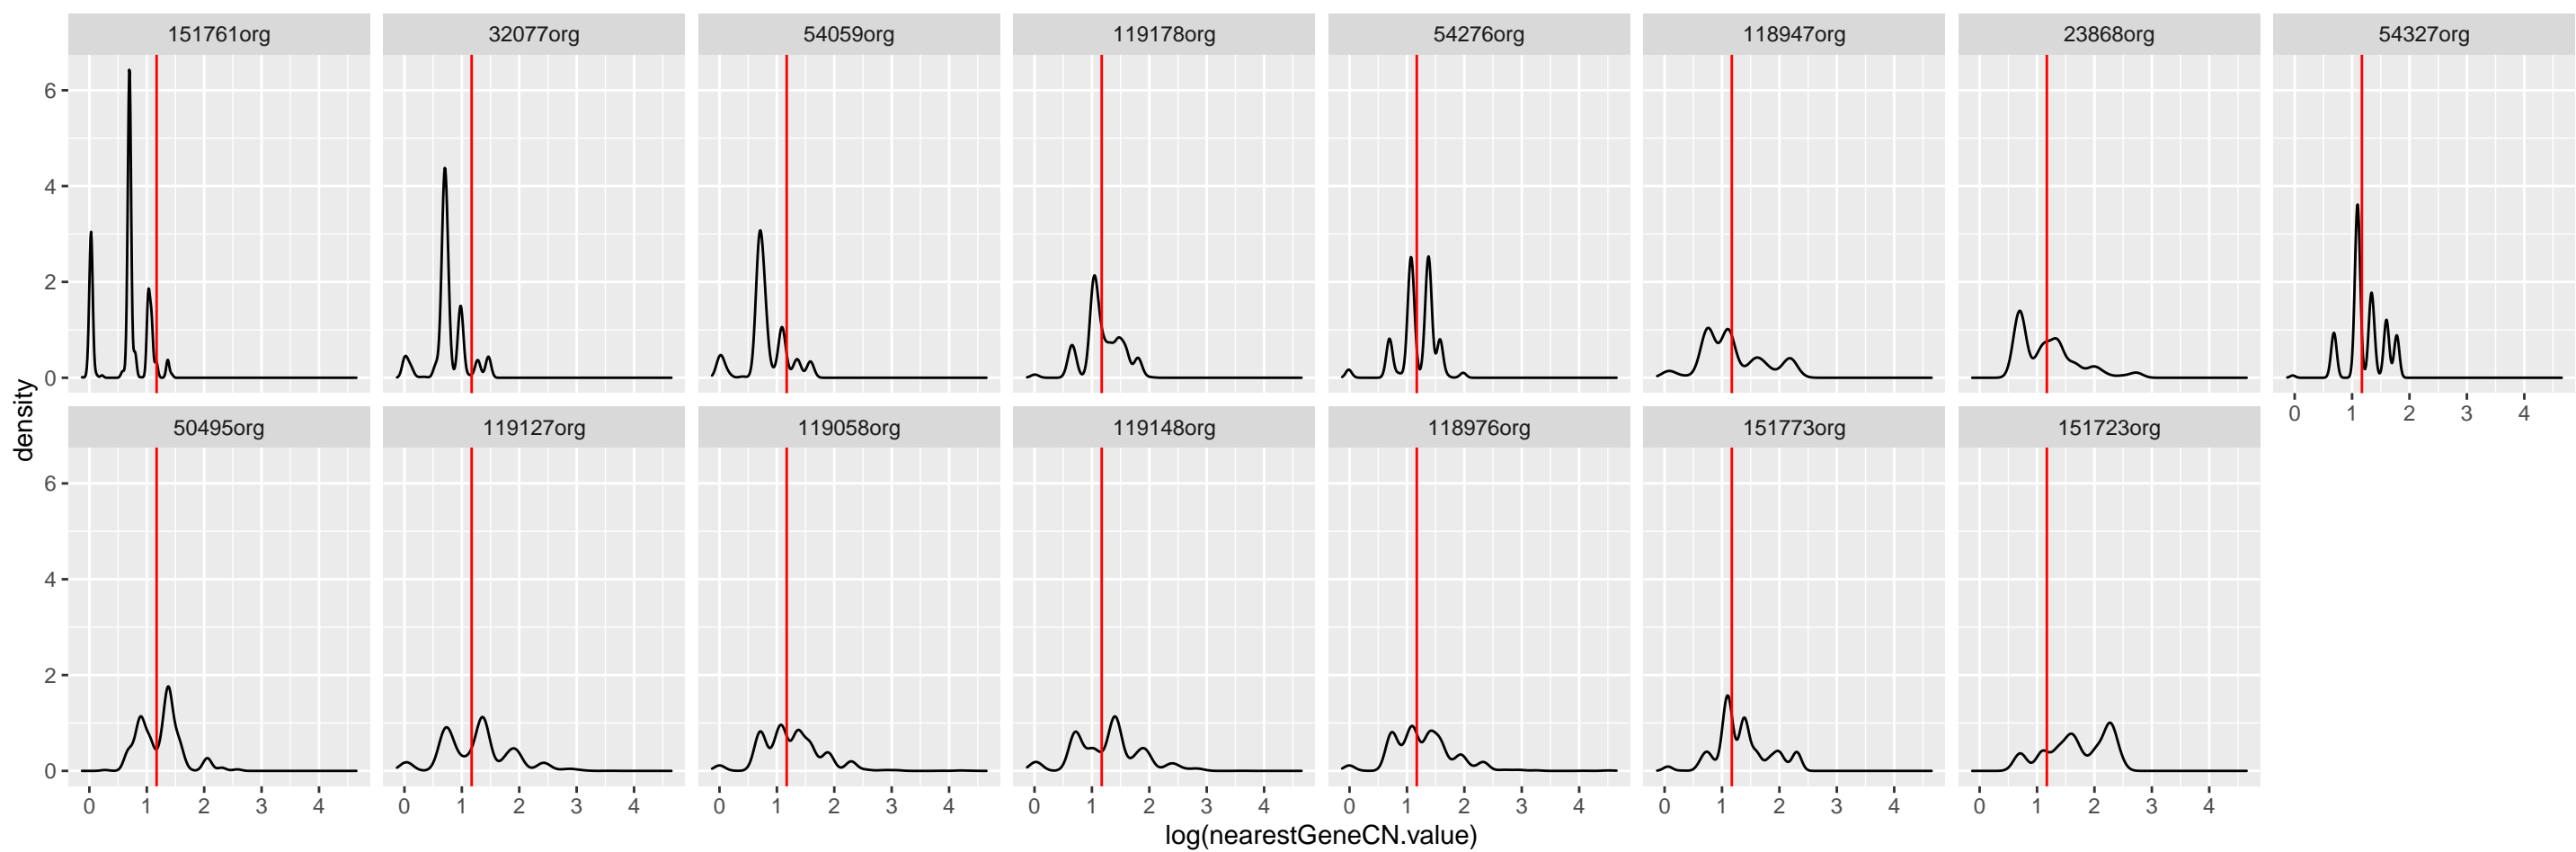 151761org 32077org 54059org 119178org 54276org 118947org 23868org 54327org
6
4
2
0
0 1 2 3 4
50495org 119127org 119058org 119148org 118976org 151773org 151723org
6
4
2
0
0 1 2 3 4 0 1 2 3 4 0 1 2 3 4 0 1 2 3 4 0 1 2 3 4 0 1 2 3 4 0 1 2 3 4
density
log(nearestGeneCN.value)